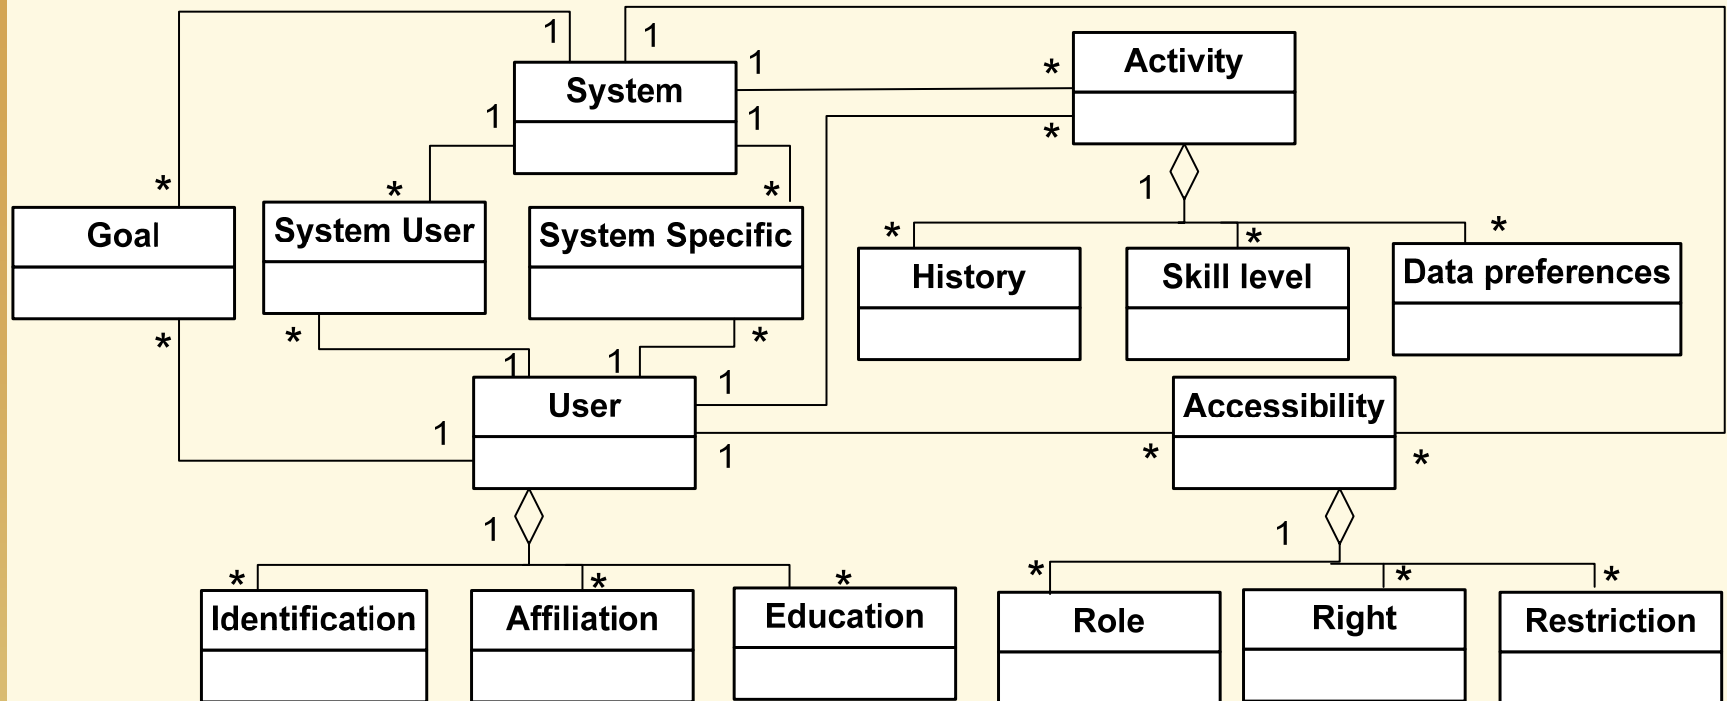 1
1
System
1
*
Activity
1
1
*
*
*
*
1
Goal
System User
System Specific
*
*
*
History
Skill level
Data preferences
*
*
*
1
1
1
User
Accessibility
1
1
*
*
1
1
*
*
*
*
*
*
Identification
Affiliation
Education
Role
Right
Restriction